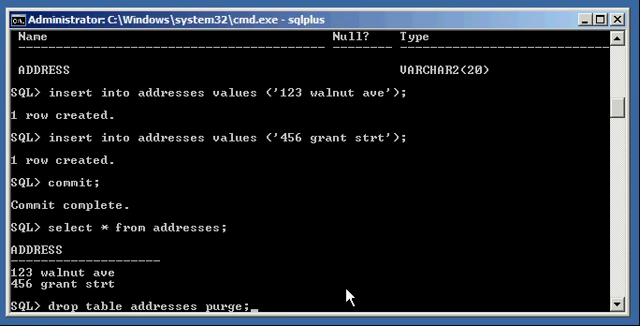 Administrator: C:\Windows\system32\cmd.exe - sqlplus
Name Null? Type
ADDRESS VARCHAR2(20)
SQL> insert into addresses values ('123 walnut ave');
1 row created.
SQL> insert into addresses values ('456 grant strt');
1 row created.
SQL> commit;
Commit complete.
SQL> select * from addresses;
ADDRESS
--------------------
123 walnut ave
456 grant strt
SQL> drop table addresses purge;